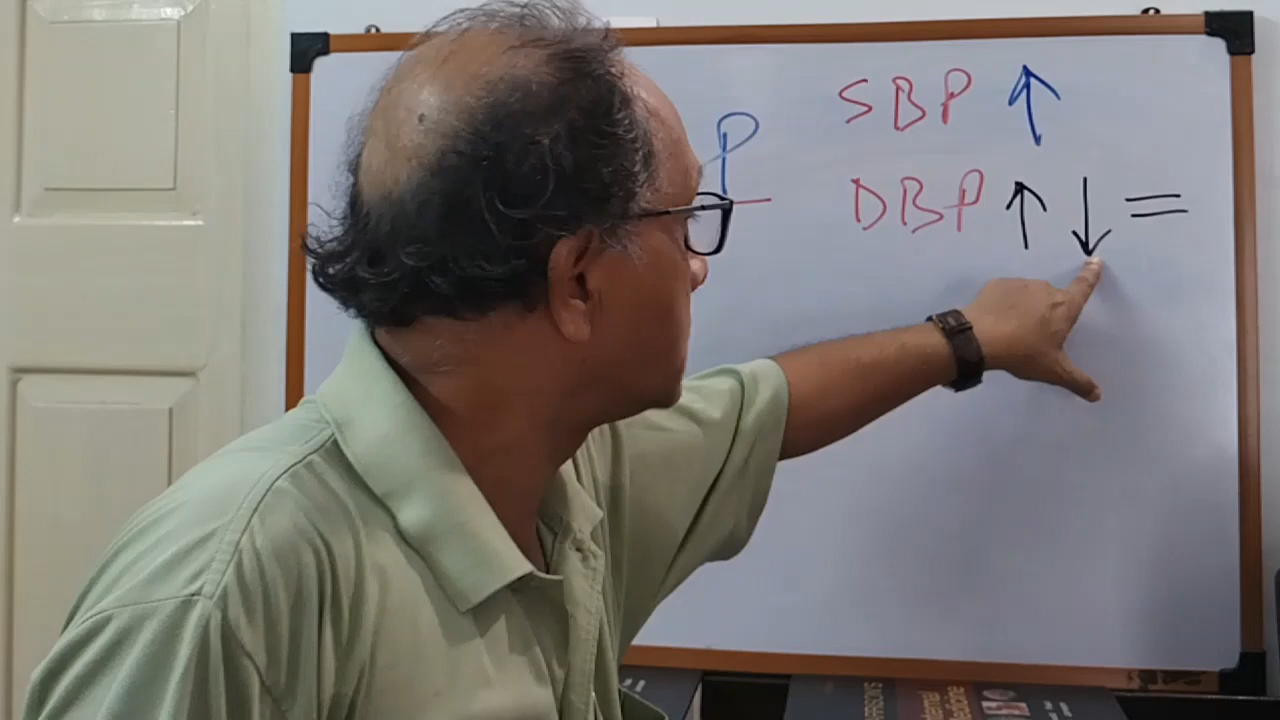 P
SBP ↑
DBP ↑ ↓ =